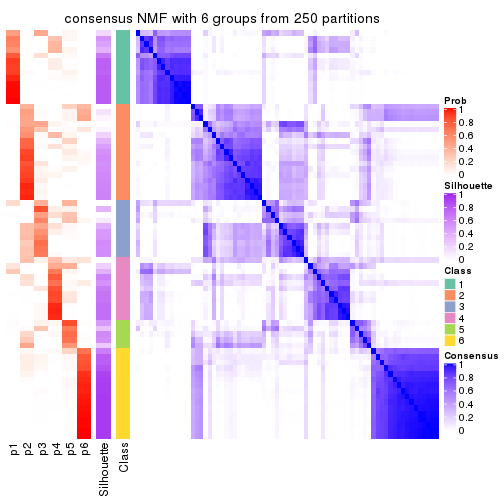 consensus NMF with 6 groups from 250 partitions
Prob
1
0.8
0.6
0.4
0.2
0
Silhouette
1
0.8
0.6
0.4
0.2
0
Class
1
2
3
4
5
6
Consensus
1
0.8
0.6
0.4
0.2
0
p1
p2
p3
p4
p5
p6
Silhouette
Class